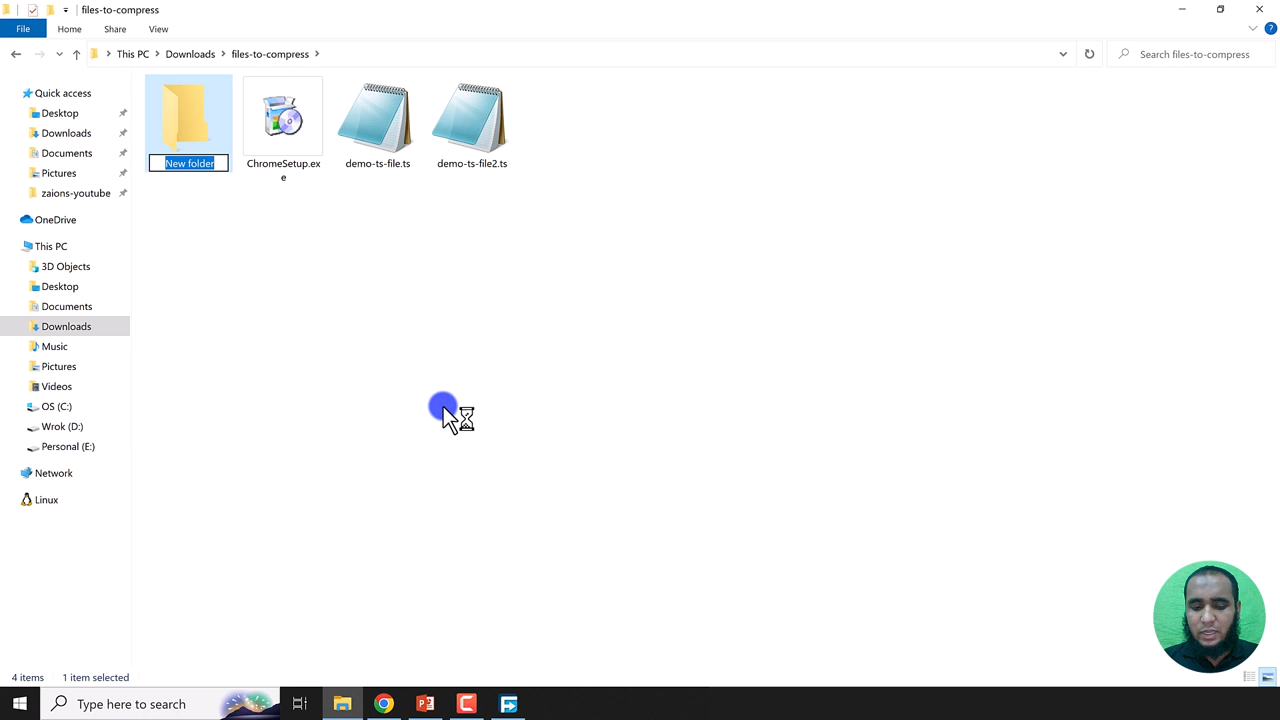 files-to-compress
File
Home
Share
View
This PC
Downloads
files-to-compress
Search files-to-compress
Quick access
Desktop
Downloads
Documents
Pictures
zaions-youtube
OneDrive
This PC
3D Objects
Desktop
Documents
Downloads
Music
Pictures
Videos
OS (C:)
Wrok (D:)
Personal (E:)
Network
Linux
New folder
ChromeSetup.ex
e
demo-ts-file.ts
demo-ts-file2.ts
4 items
1 item selected
Type here to search